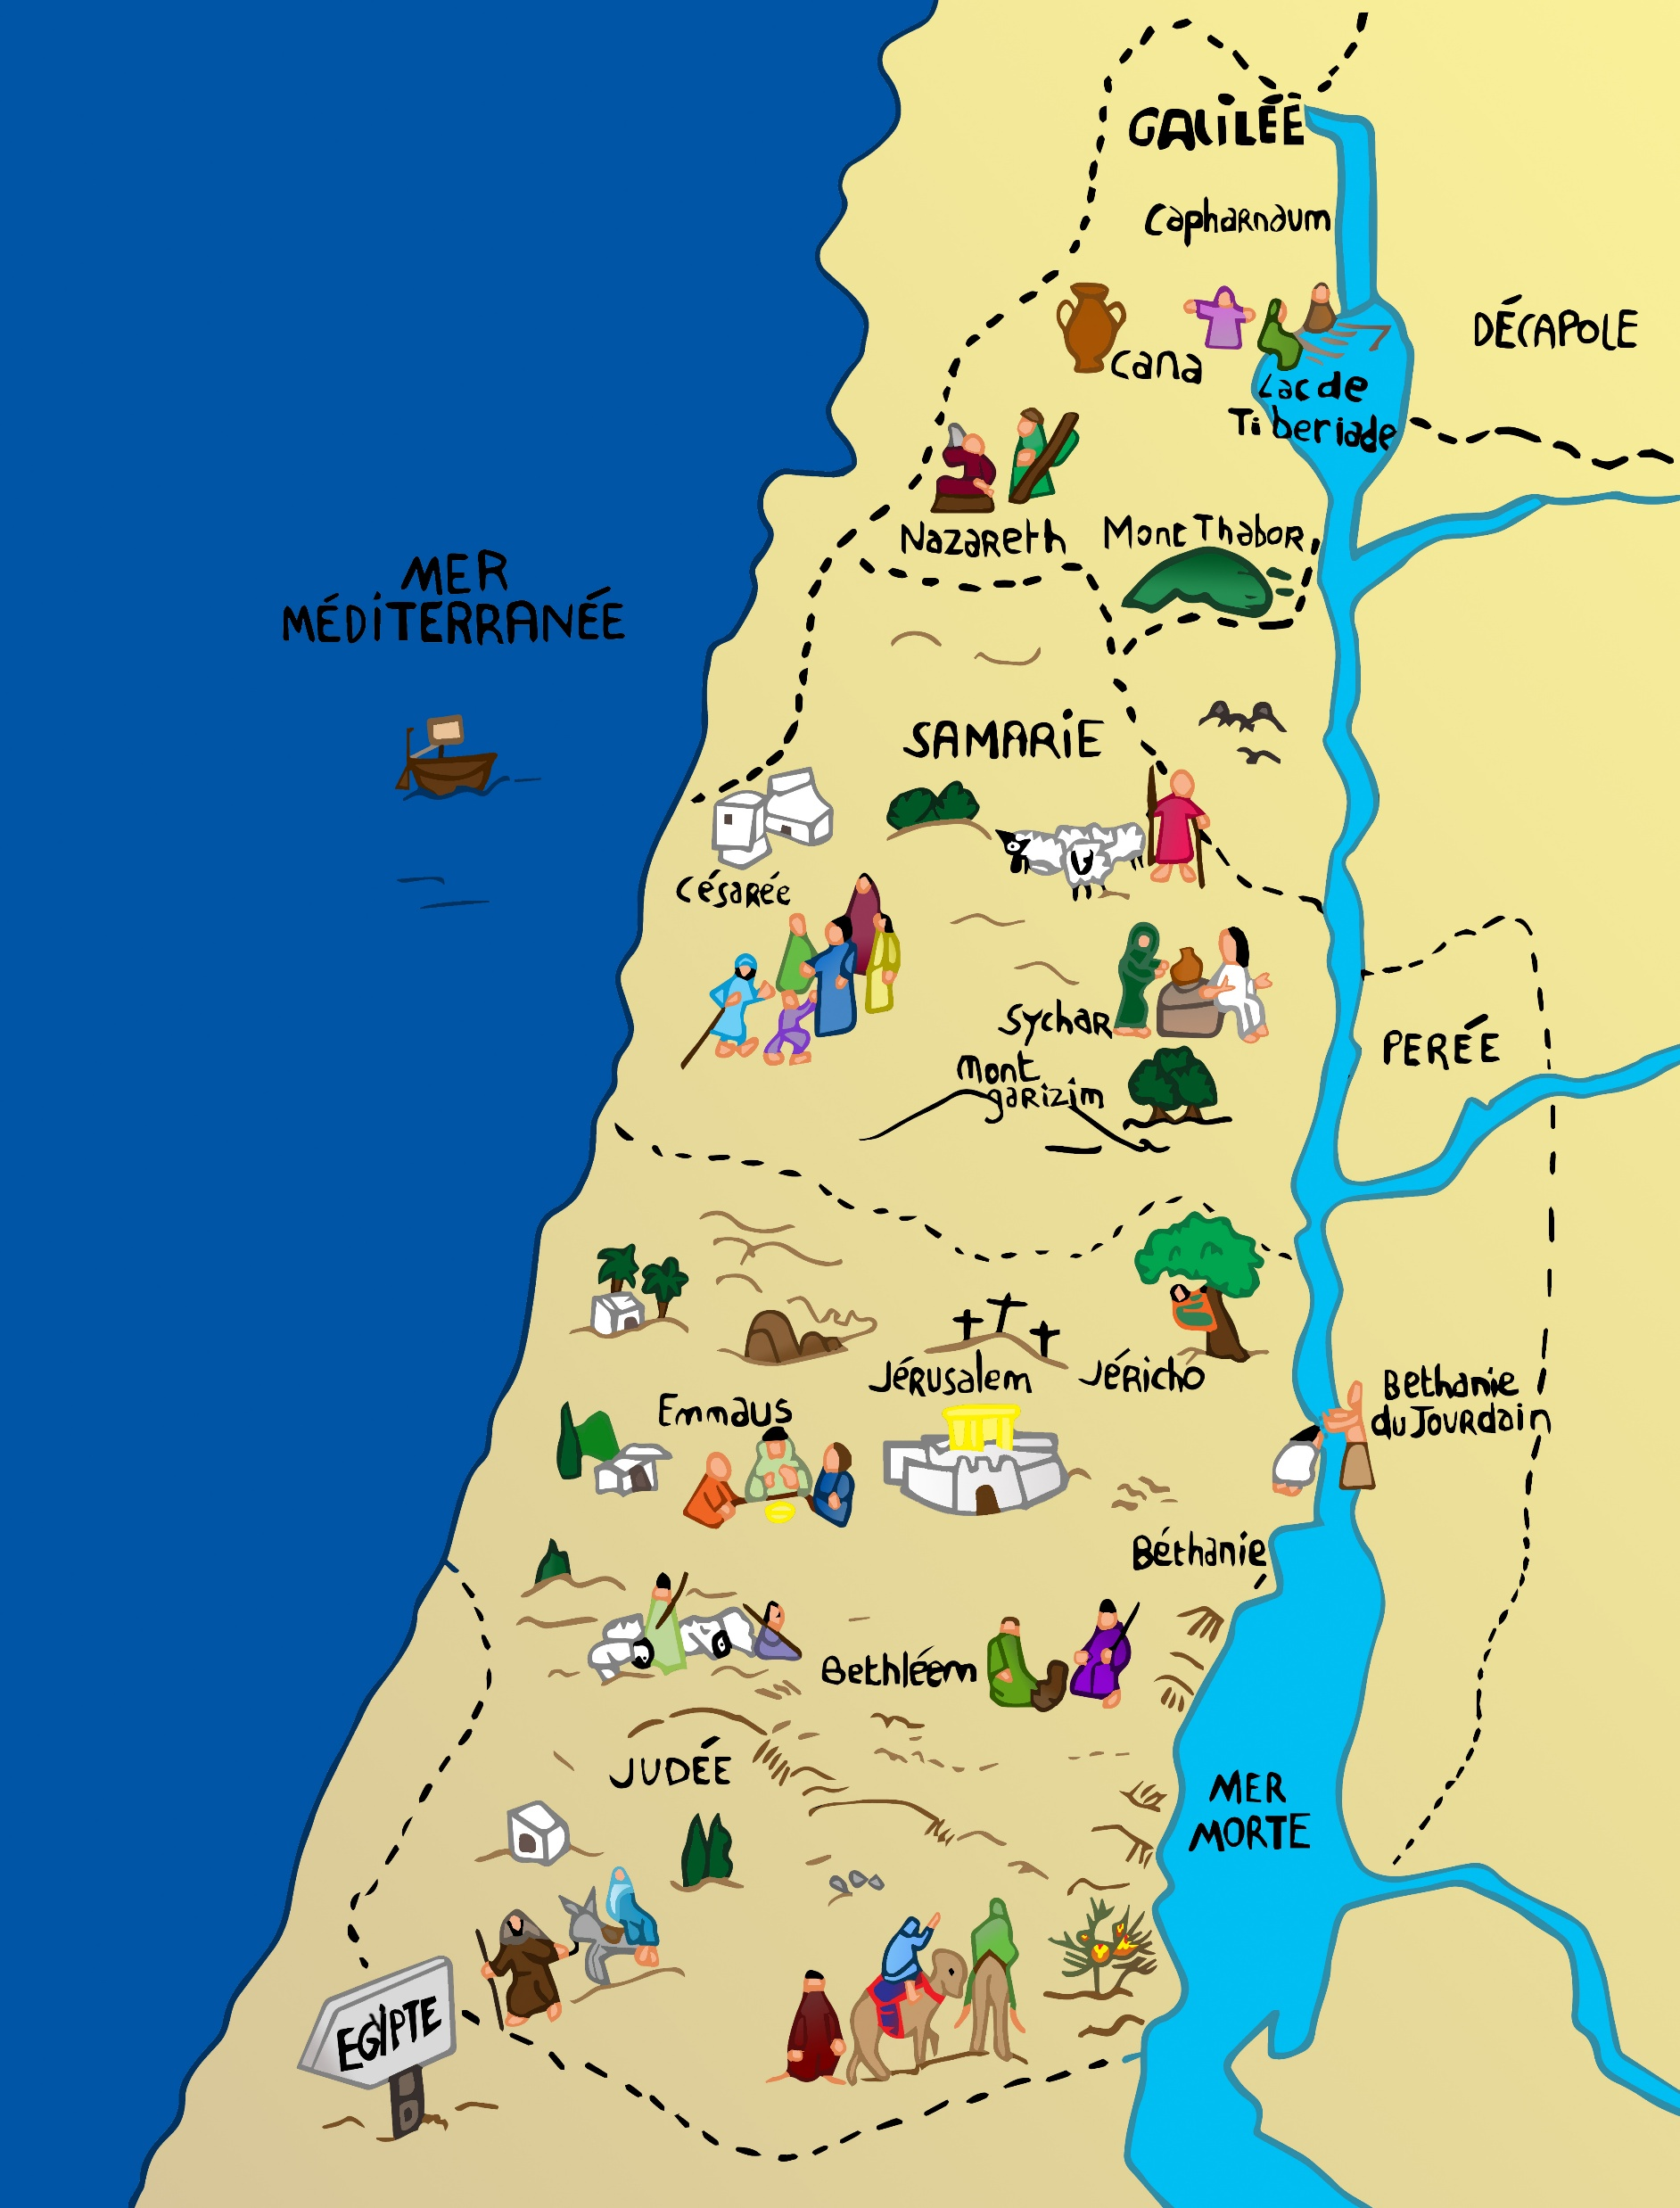 GALILÉE
Capharnaum
DÉCAPOLE
Cana
Lac de
Tiberiade
Nazareth
Mont Thabor
MER
MÉDITERRANÉE
SAMARIE
Césarée
Sychar
PERÉE
Mont
garizim
Jérusalem
Jéricho
Bethanie
du Jourdain
Emmaus
Béthanie
Bethléem
JUDÉE
MER
MORTE
EGYPTE